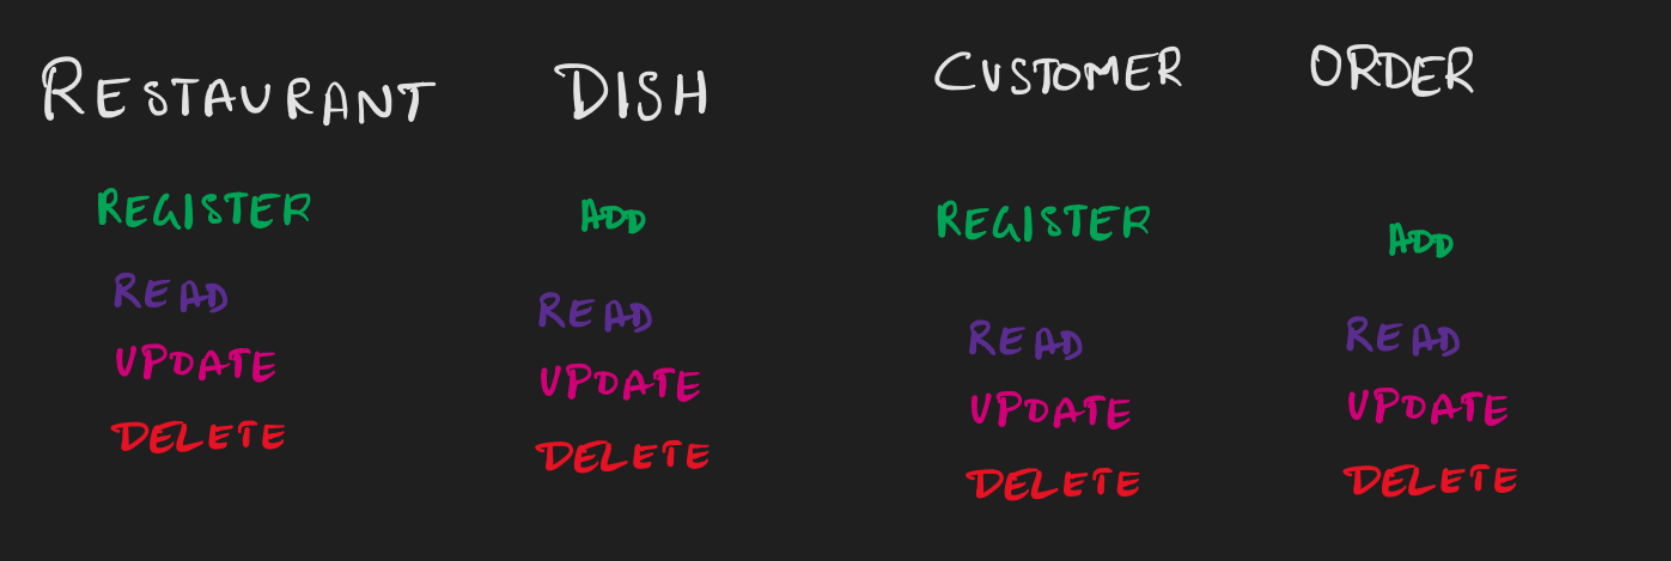 RESTAURANT DISH CUSTOMER ORDER
REGISTER ADD REGISTER ADD
READ READ READ READ
UPDATE UPDATE UPDATE UPDATE
DELETE DELETE DELETE DELETE